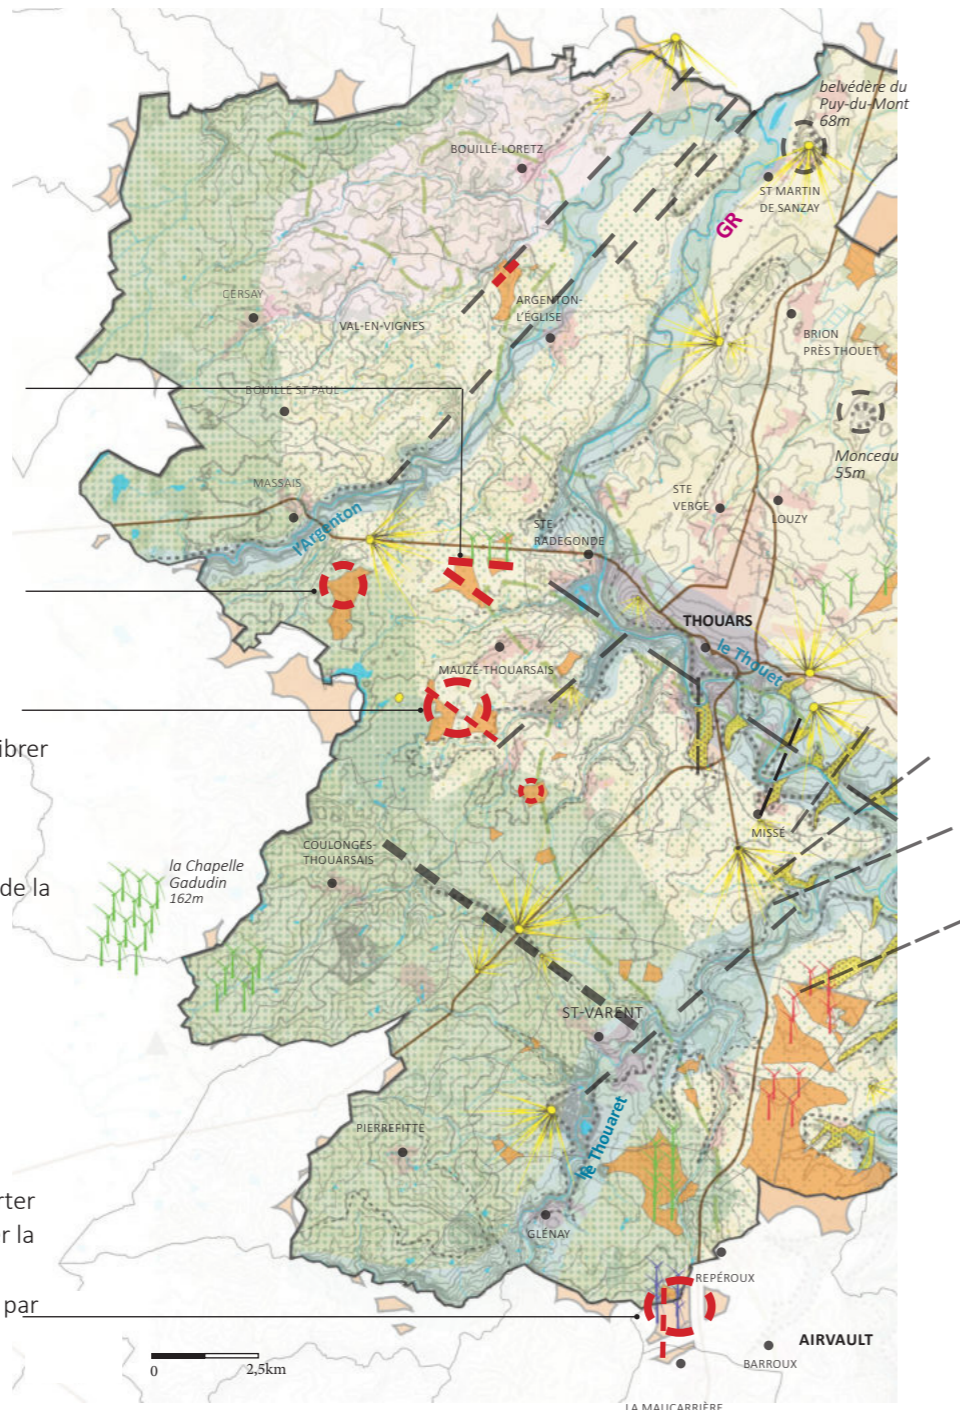 belvédère du
Puy-du-Mont
68m
BOUILLÉ-LORETZ
ST MARTIN
DE SANZAY
GR
CERSAY
ARGENTON-
L'ÉGLISE
VAL-EN-VIGNES
BRION
PRÈS THOUET
BOUILLÉ ST PAUL
Monceau
55m
MASSAIS
STE
VERGE
LOUZY
l'Argenton
STE
RADEGONDE
THOUARS
le Thouet
MAUZÉ-THOUARSAIS
ibrer
MISSÉ
COULONGES-
THOUARSAIS
la Chapelle
Gadudin
162m
de la
ST-VARENT
PIERREFITTE
le Thouaret
rter
r la
GLÉNAY
REPÉROUX
par
AIRVAULT
BARROUX
0
2,5km
LA MAUCARRIÈRE